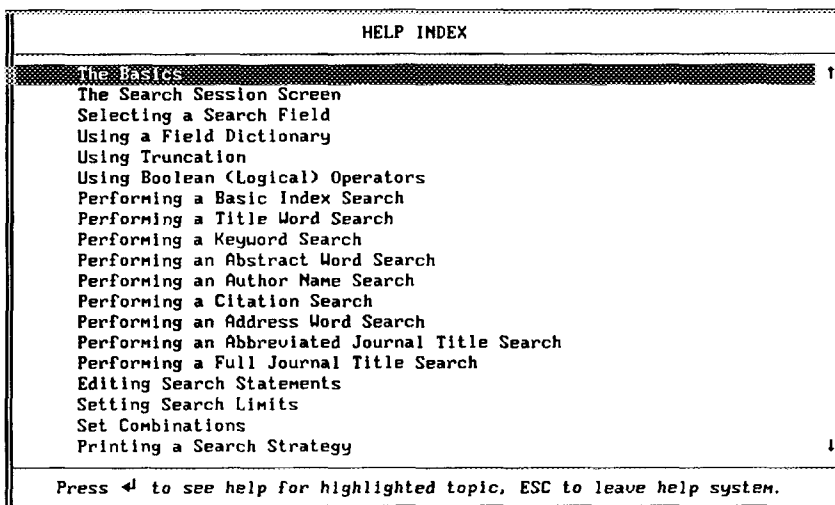 HELP INDEX
The Basics
The Search Session Screen
Selecting a Search Field
Using a Field Dictionary
Using Truncation
Using Boolean (Logical) Operators
Performing a Basic Index Search
Performing a Title Word Search
Performing a Keyword Search
Performing an Abstract Word Search
Performing an Author Name Search
Performing a Citation Search
Performing an Address Word Search
Performing an Abbreviated Journal Title Search
Performing a Full Journal Title Search
Editing Search Statements
Setting Search Limits
Set Combinations
Printing a Search Strategy
Press ↵ to see help for highlighted topic, ESC to leave help system.